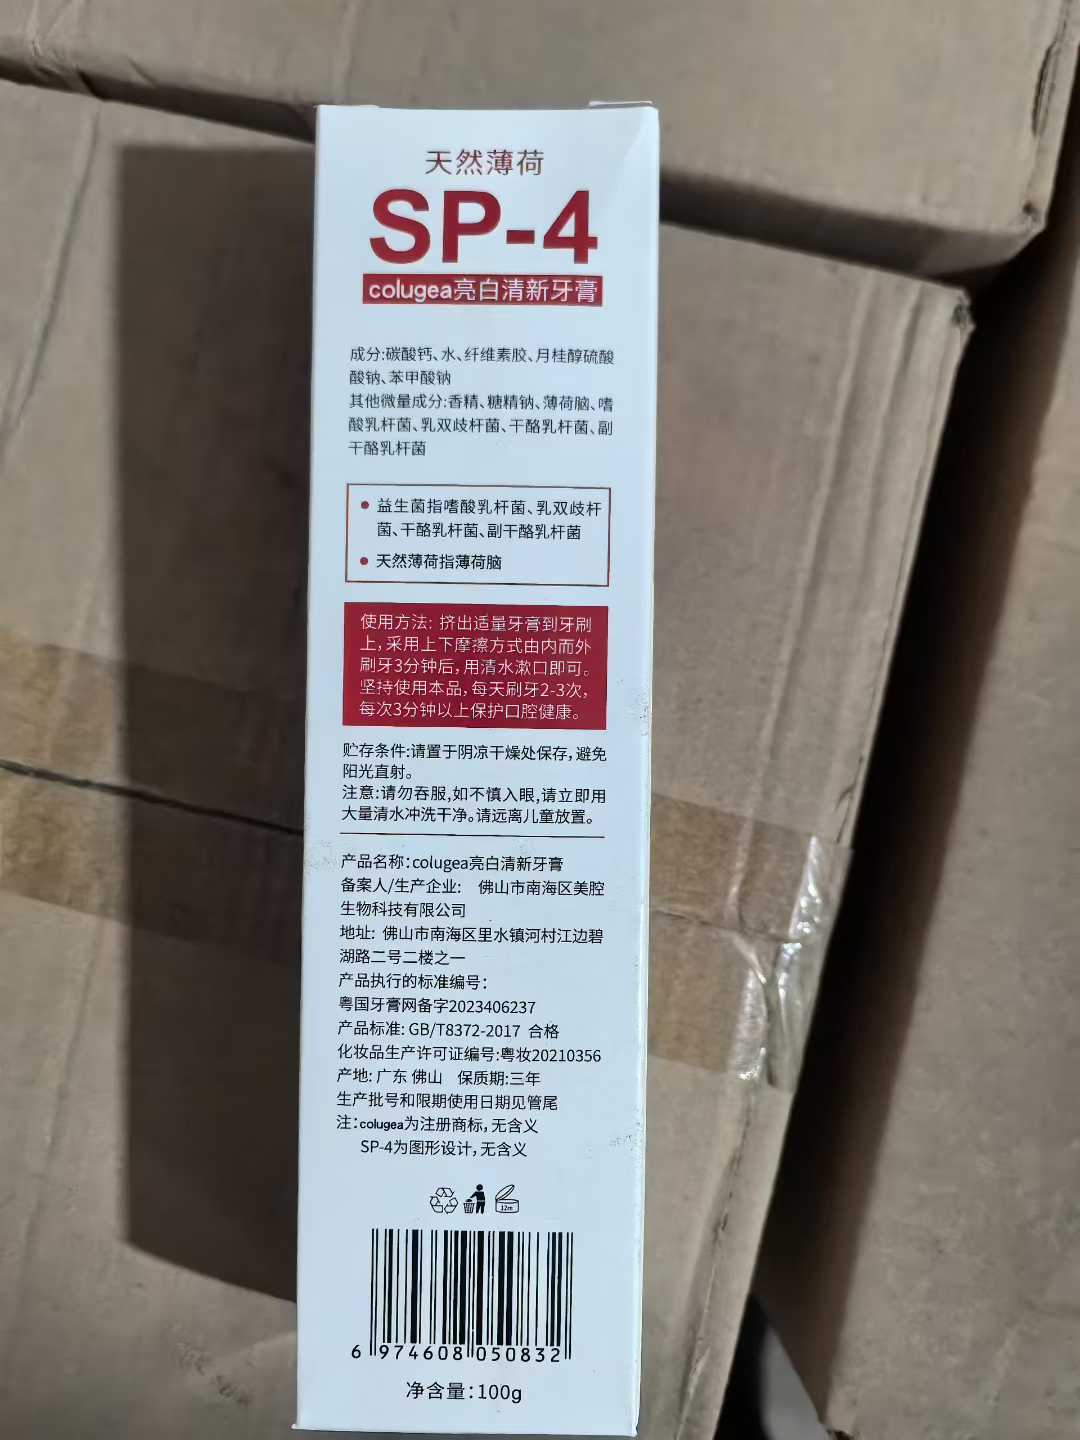 天然薄荷
SP-4
colugea亮白清新牙膏
成分:碳酸钙、水、纤维素胶、月桂醇硫酸
酸钠、苯甲酸钠
其他微量成分:香精、糖精钠、薄荷脑、嗜
酸乳杆菌、乳双歧杆菌、干酪乳杆菌、副
干酪乳杆菌
益生菌指嗜酸乳杆菌、乳双歧杆
菌、干酪乳杆菌、副干酪乳杆菌
天然薄荷指薄荷脑
使用方法: 挤出适量牙膏到牙刷
上,采用上下摩擦方式由内而外
刷牙3分钟后,用清水漱口即可。
坚持使用本品,每天刷牙2-3次,
每次3分钟以上保护口腔健康。
贮存条件:请置于阴凉干燥处保存,避免
阳光直射。
注意:请勿吞服,如不慎入眼,请立即用
大量清水冲洗干净。请远离儿童放置。
产品名称:colugea亮白清新牙膏
备案人/生产企业: 佛山市南海区美腔
生物科技有限公司
地址: 佛山市南海区里水镇河村江边碧
湖路二号二楼之一
产品执行的标准编号:
粤国牙膏网备字2023406237
产品标准: GB/T8372-2017 合格
化妆品生产许可证编号:粤妆20210356
产地: 广东 佛山 保质期:三年
生产批号和限期使用日期见管尾
注:colugea为注册商标,无含义
SP-4为图形设计,无含义
12m
6 974608 050832
净含量:100g